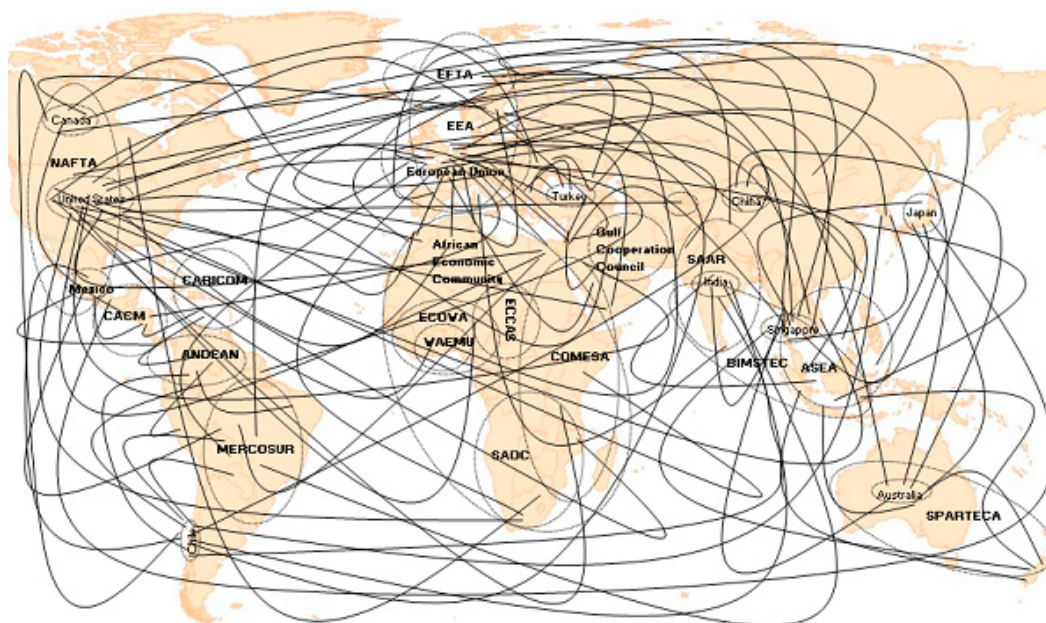 EFTA
Canada
EEA
NAFTA
European Union
United States
Turkey
China
Japan
African
Economic
Community
Gulf
Cooperation
Council
SAAR
India
Mexico
CARICOM
CACM
ECOWA
ECCAS
Singapore
WAEMU
ANDEAN
COMESA
BIMSTEC
ASEA
MERCOSUR
SADC
Australia
SPARTECA
Chile